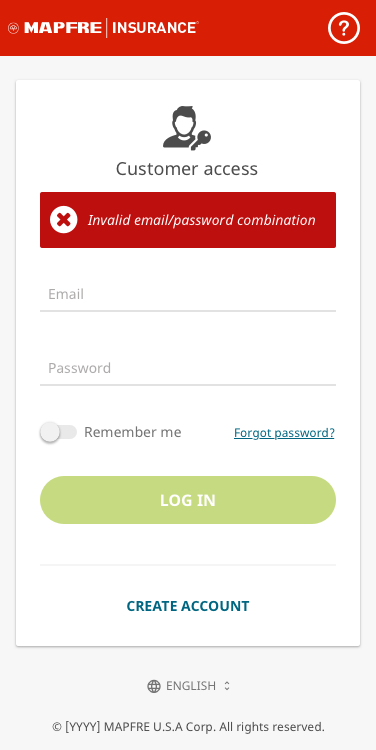 MAPFRE | INSURANCE®
?
Customer access
Invalid email/password combination
Email
Password
Remember me
Forgot password?
LOG IN
CREATE ACCOUNT
ENGLISH
© [YYYY] MAPFRE U.S.A Corp. All rights reserved.